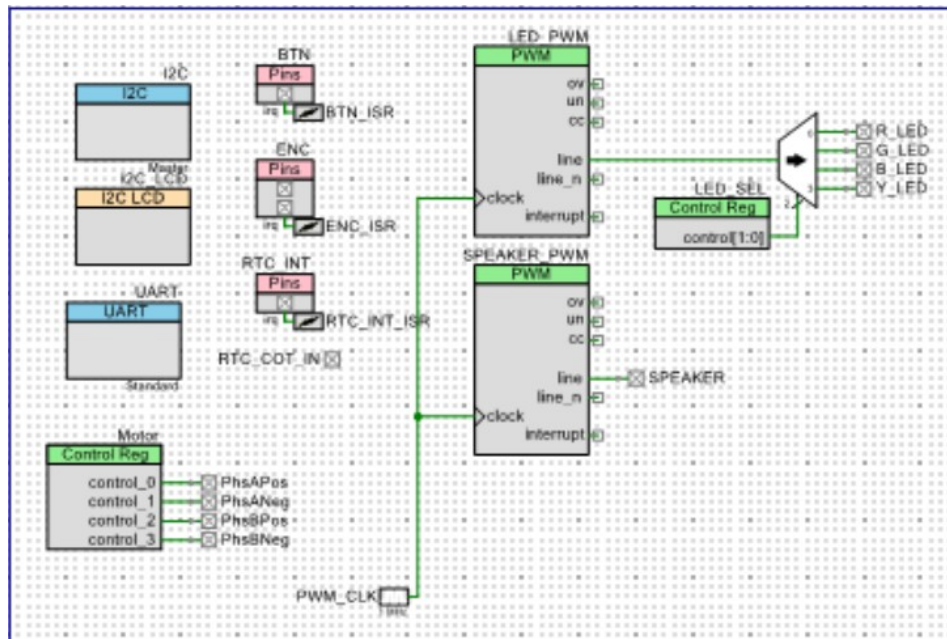 I2C
I2C
Master
I2C_LCD
I2C LCD
UART
UART
Standard
BTN
Pins
irq
BTN_ISR
ENC
Pins
irq
ENC_ISR
RTC_INT
Pins
irq
RTC_INT_ISR
RTC_COT_IN
Motor
Control Reg
control_0 PhsAPos
control_1 PhsANeg
control_2 PhsBPos
control_3 PhsBNeg
LED_PWM
PWM
ov
un
cc
line
line_n
clock
interrupt
SPEAKER_PWM
PWM
ov
un
cc
line SPEAKER
line_n
clock
interrupt
PWM_CLK
LED_SEL
Control Reg
control[1:0]
R_LED
G_LED
B_LED
Y_LED